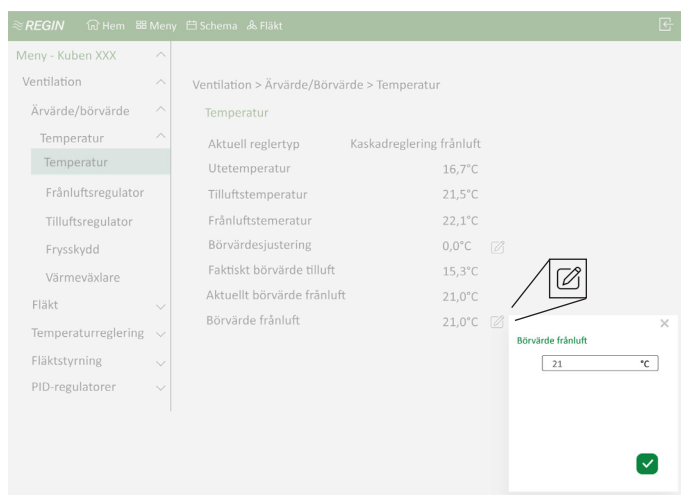 REGIN Hem Meny Schema Fläkt
Meny - Kuben XXX
Ventilation
Ärvärde/börvärde
Temperatur
Temperatur
Frånluftsregulator
Tilluftsregulator
Frysskydd
Värmeväxlare
Fläkt
Temperaturreglering
Fläktstyrning
PID-regulatorer
Ventilation > Ärvärde/Börvärde > Temperatur
Temperatur
Aktuell reglertyp Kaskadreglering frånluft
Utetemperatur 16,7°C
Tilluftstemperatur 21,5°C
Frånluftstemeratur 22,1°C
Börvärdesjustering 0,0°C
Faktiskt börvärde tilluft 15,3°C
Aktuellt börvärde frånluft 21,0°C
Börvärde frånluft 21,0°C
Börvärde frånluft
21 °C